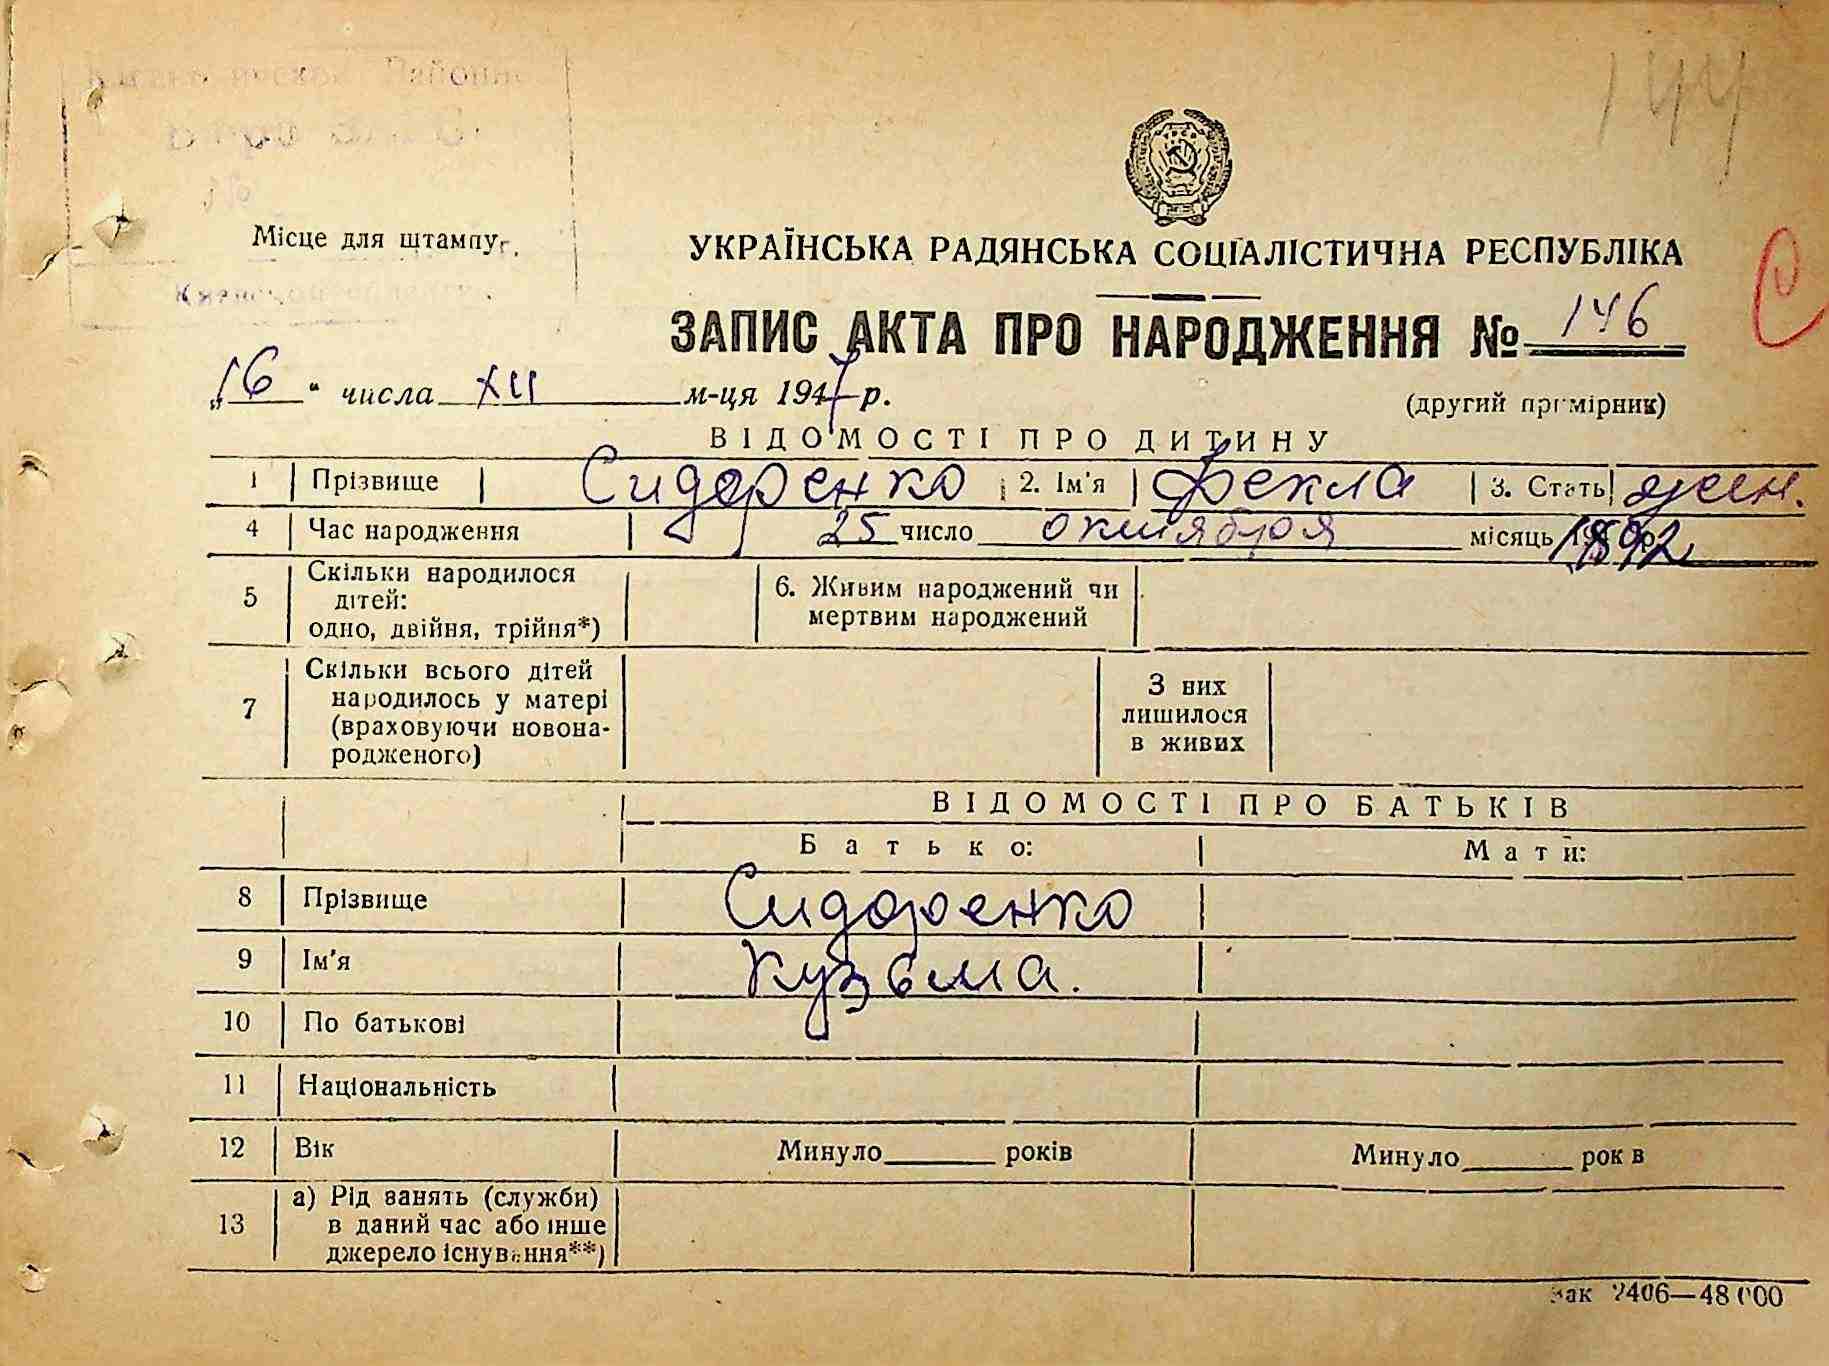 144
Місце для штампу
УКРАЇНСЬКА РАДЯНСЬКА СОЦІАЛІСТИЧНА РЕСПУБЛІКА
ЗАПИС АКТА ПРО НАРОДЖЕННЯ № 146
„16“ числа XII м-ця 1947 р.
(другий примірник)
ВІДОМОСТІ ПРО ДИТИНУ
1 Прізвище Сидоренко 2. Ім'я Фекла 3. Стать жен.
4 Час народження 25 число октября місяць 1892
5 Скільки народилося дітей: одно, двійня, трійня*) 6. Живим народжений чи мертвим народжений
7 Скільки всього дітей народилось у матері (враховуючи новонародженого) З них лишилося в живих
ВІДОМОСТІ ПРО БАТЬКІВ
Батько: Мати:
8 Прізвище Сидоренко
9 Ім'я Кузьма.
10 По батькові
11 Національність
12 Вік Минуло років Минуло рок в
13 а) Рід занять (служби) в даний час або інше джерело існування**)
Зак 2406—48 000